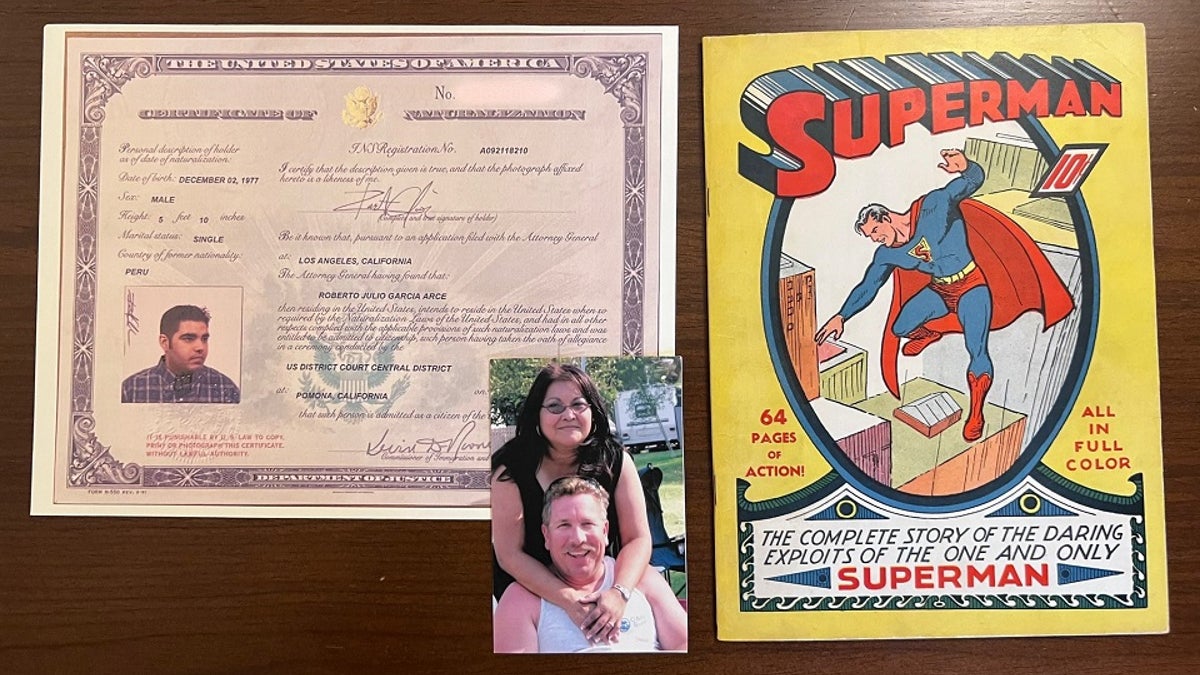 THE UNITED STATES OF AMERICA
No.
CERTIFICATE OF NATURALIZATION
Personal description of holder
as of date of naturalization:
Date of birth: DECEMBER 02, 1977
Sex: MALE
Height: 5 feet 10 inches
Marital status: SINGLE
Country of former nationality:
PERU
INS Registration No. A092118210
I certify that the description given is true, and that the photograph affixed
hereto is a likeness of me.
(Complete and true signature of holder)
Be it known that, pursuant to an application filed with the Attorney General
at: LOS ANGELES, CALIFORNIA
The Attorney General having found that:
ROBERTO JULIO GARCIA ARCE
then residing in the United States, intends to reside in the United States when so
required by the Naturalization Laws of the United States, and had in all other
respects complied with the applicable provisions of such naturalization laws and was
entitled to be admitted to citizenship, such person having taken the oath of allegiance
in a ceremony conducted by the
US DISTRICT COURT CENTRAL DISTRICT
at: POMONA, CALIFORNIA on:
that such person is admitted as a citizen of the
IT IS PUNISHABLE BY U. S. LAW TO COPY,
PRINT OR PHOTOGRAPH THIS CERTIFICATE,
WITHOUT LAWFUL AUTHORITY.
Commissioner of Immigration and
FORM N-550 REV. 6-91
DEPARTMENT OF JUSTICE
SUPERMAN
10¢
S
64
PAGES
OF
ACTION!
ALL
IN
FULL
COLOR
THE COMPLETE STORY OF THE DARING
EXPLOITS OF THE ONE AND ONLY
SUPERMAN